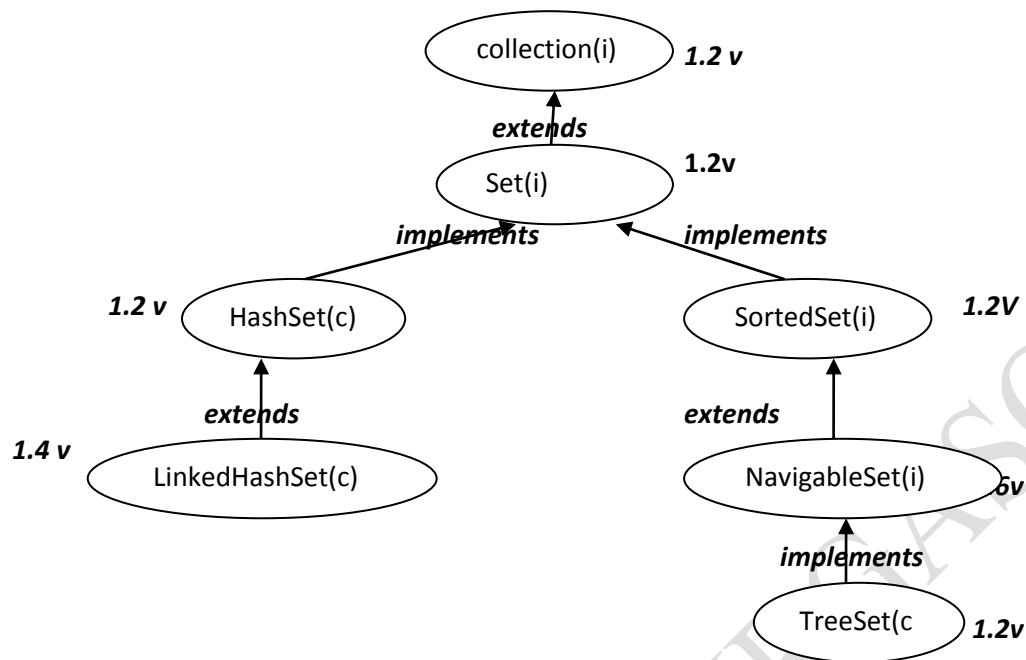 collection(i)
1.2 v
extends
Set(i)
1.2v
implements
implements
1.2 v
HashSet(c)
SortedSet(i)
1.2V
extends
extends
1.4 v
LinkedHashSet(c)
NavigableSet(i)
6v
implements
TreeSet(c
1.2v